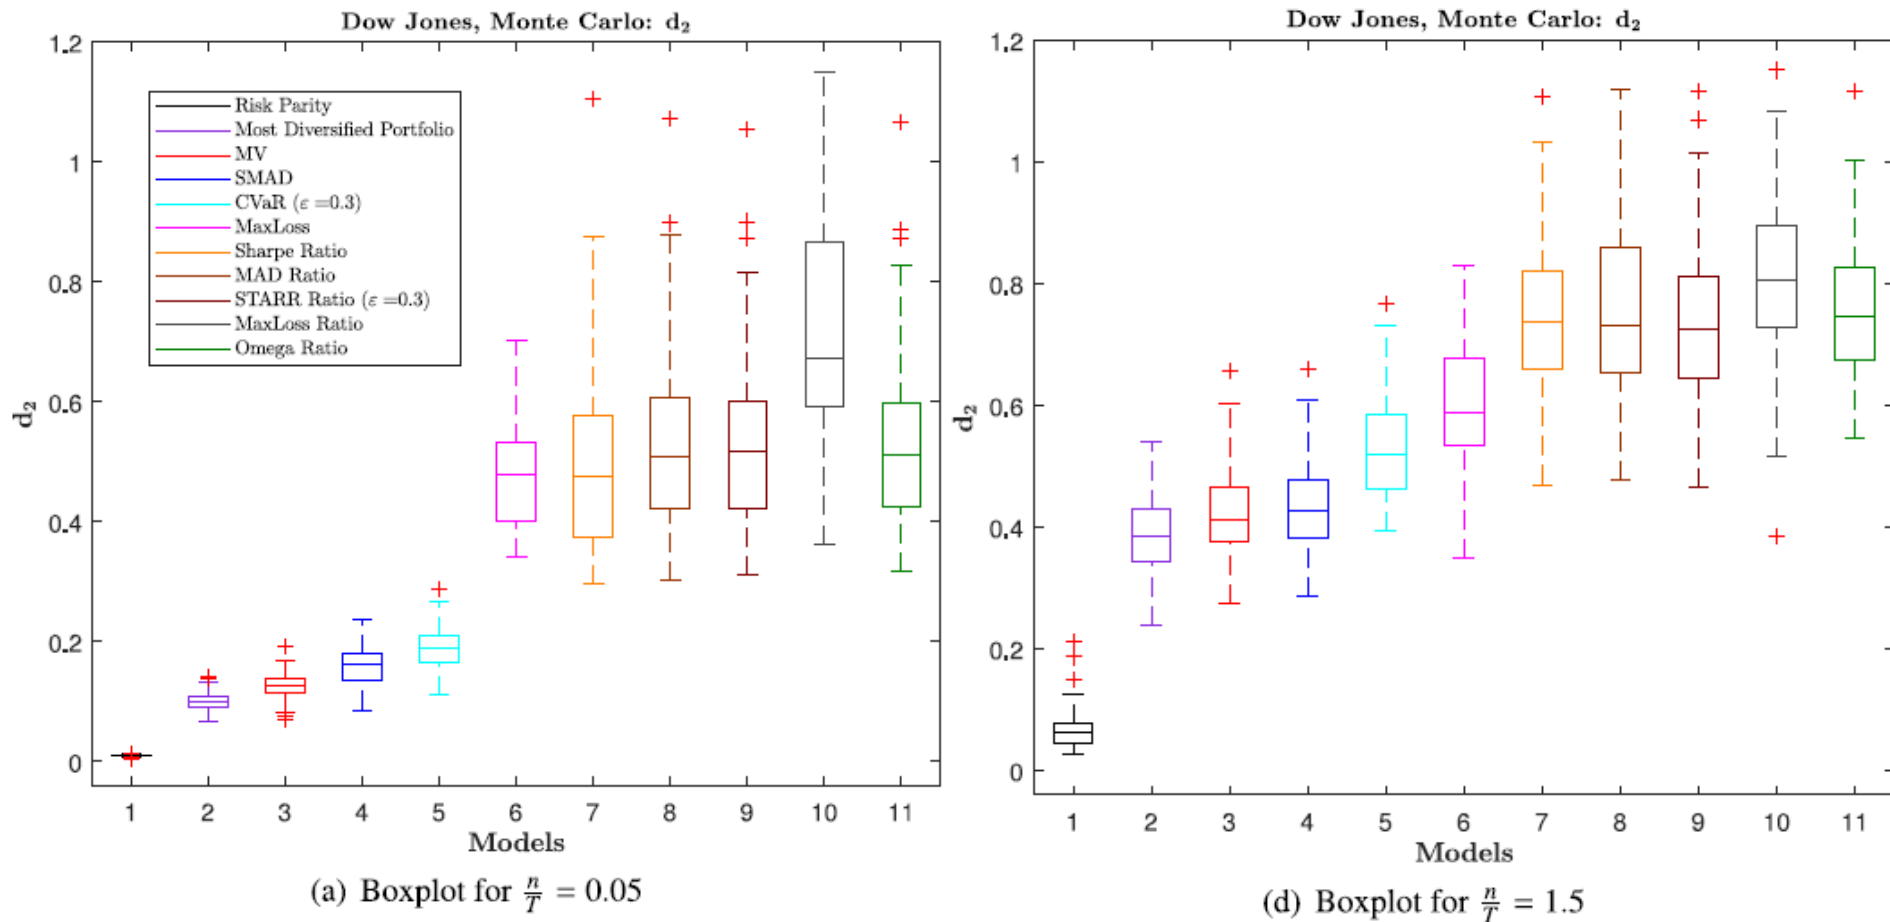 Dow Jones, Monte Carlo: d₂
1.2
1
0.8
0.6
0.4
0.2
0
d₂
Risk Parity
Most Diversified Portfolio
MV
SMAD
CVaR (ε =0.3)
MaxLoss
Sharpe Ratio
MAD Ratio
STARR Ratio (ε =0.3)
MaxLoss Ratio
Omega Ratio
1 2 3 4 5 6 7 8 9 10 11
Models
(a) Boxplot for n/T = 0.05
Dow Jones, Monte Carlo: d₂
1.2
1
0.8
0.6
0.4
0.2
0
d₂
1 2 3 4 5 6 7 8 9 10 11
Models
(d) Boxplot for n/T = 1.5